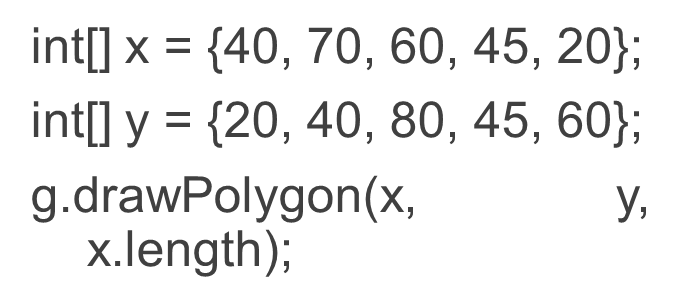 int[] x = {40, 70, 60, 45, 20};
int[] y = {20, 40, 80, 45, 60};
g.drawPolygon(x, y,
x.length);